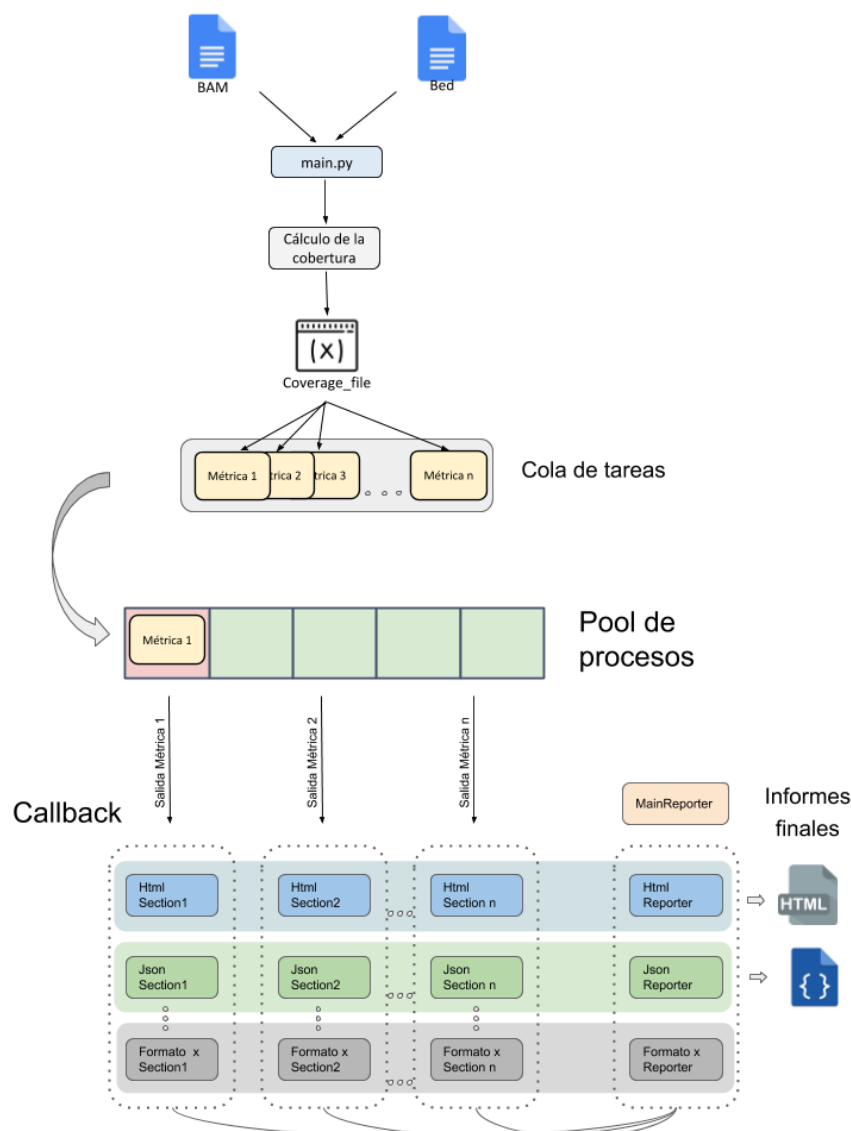 BAM
Bed
main.py
Cálculo de la
cobertura
(x)
Coverage_file
Métrica 1
trica 2
trica 3
Métrica n
Cola de tareas
Métrica 1
Pool de
procesos
Salida Métrica 1
Salida Métrica 2
Salida Métrica n
Callback
MainReporter
Informes
finales
Html
Section1
Html
Section2
Html
Section n
Html
Reporter
HTML
Json
Section1
Json
Section2
Json
Section n
Json
Reporter
{ }
Formato x
Section1
Formato x
Section2
Formato x
Section n
Formato x
Reporter